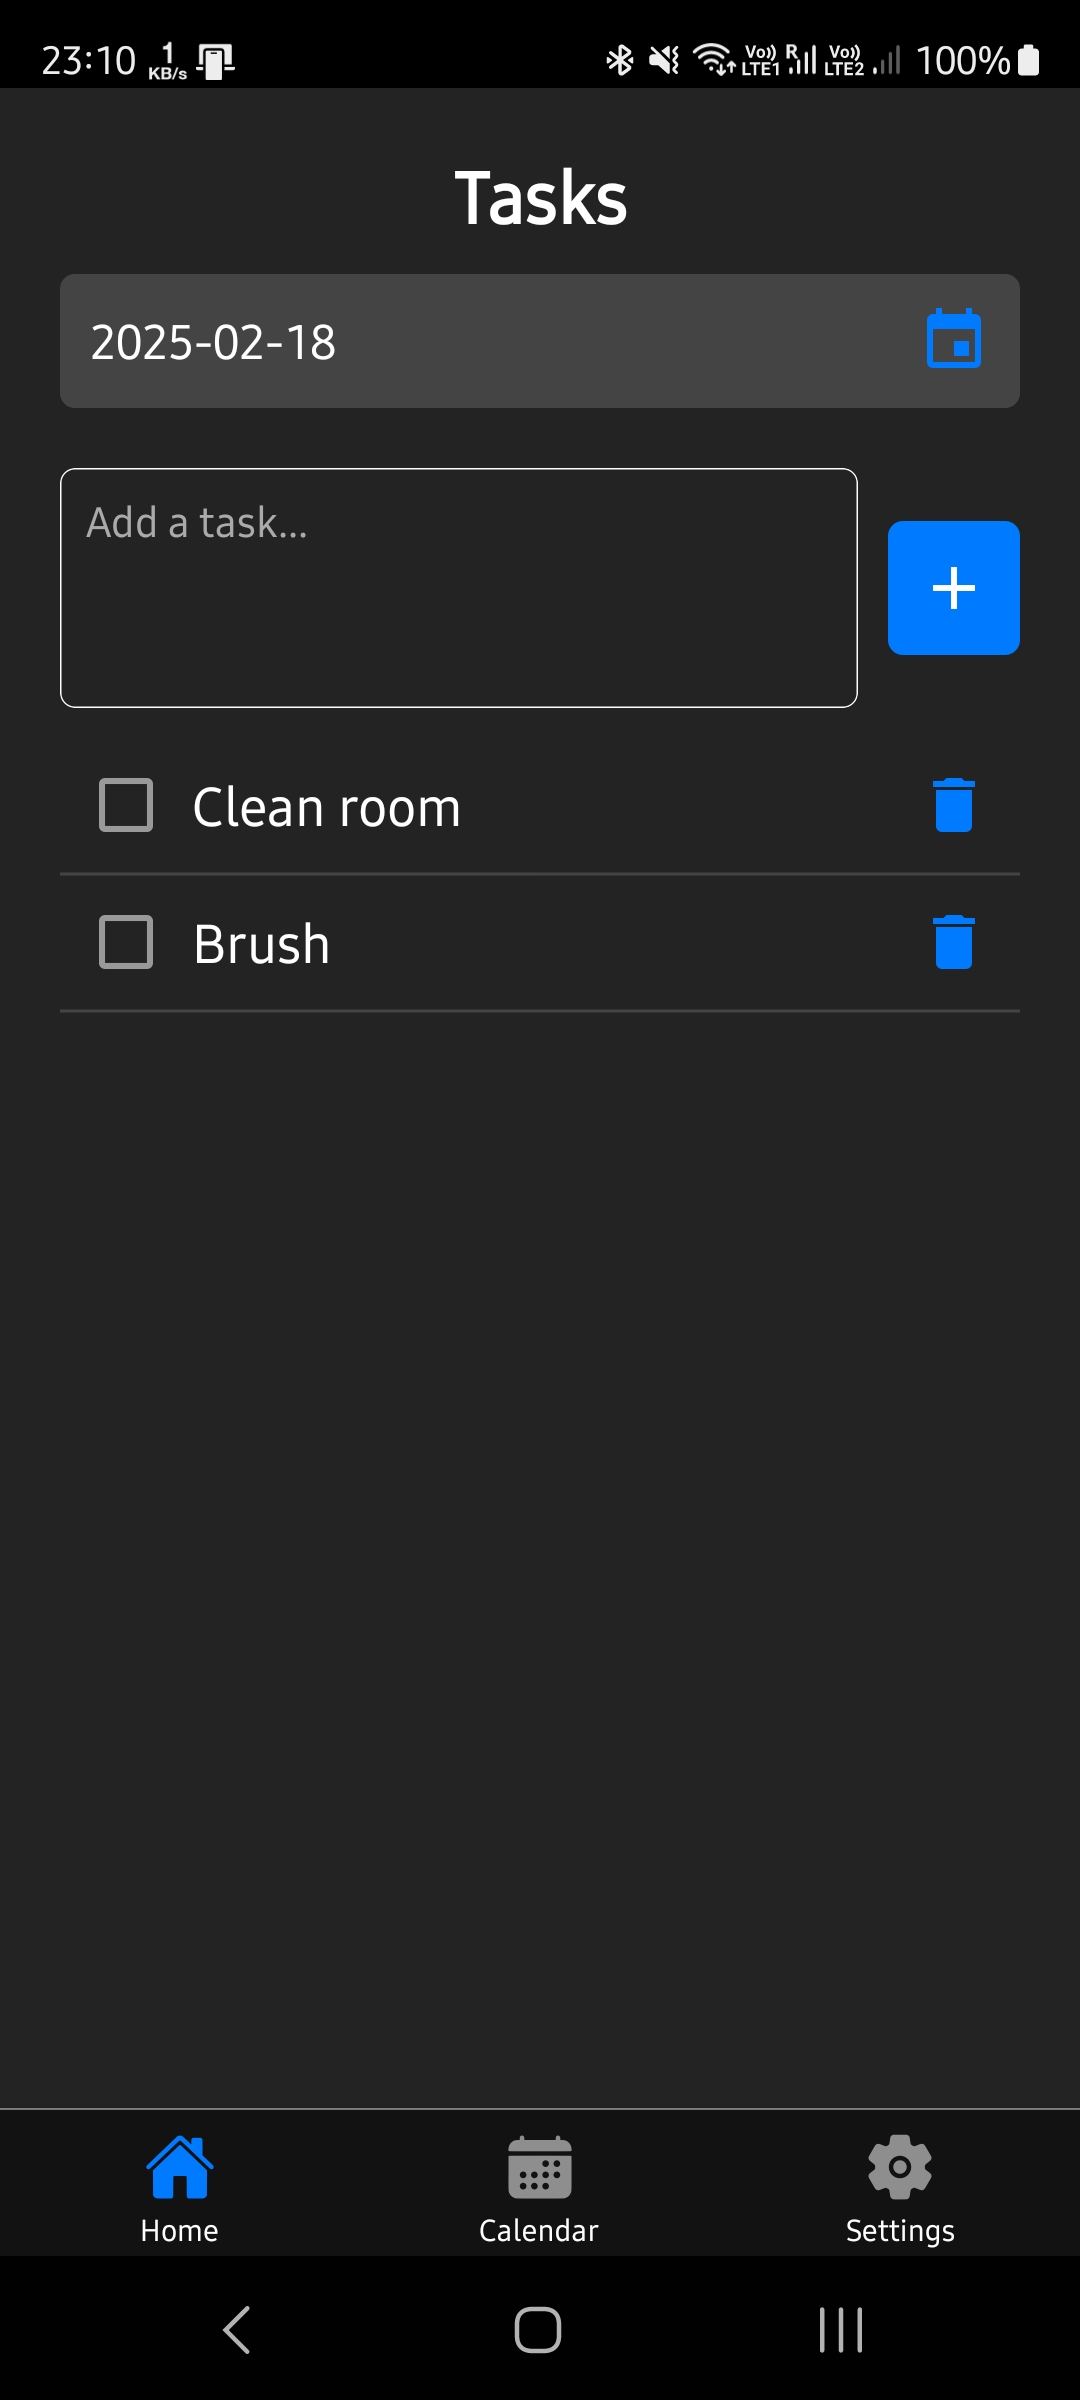 23:10 1 KB/s Vo)) LTE1 R Vo)) LTE2 100%
Tasks
2025-02-18
Add a task...
Clean room
Brush
Home Calendar Settings